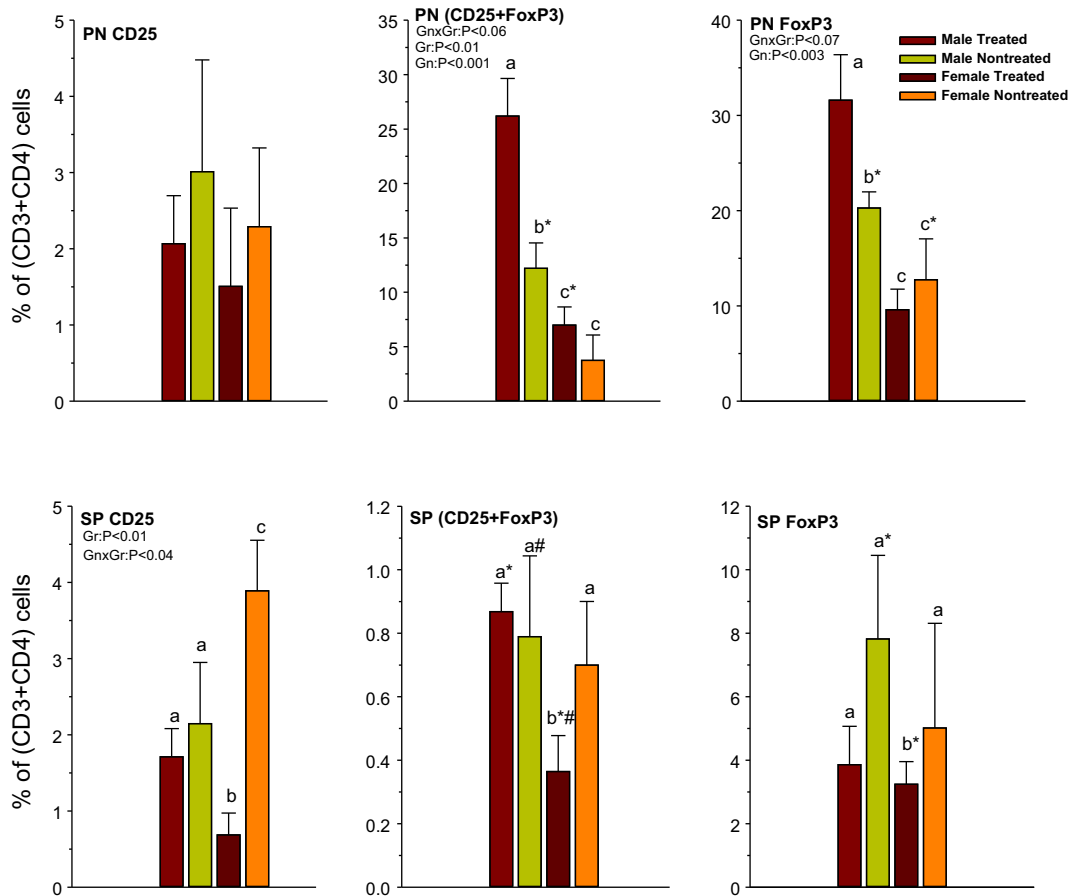 PN CD25
5
4
3
2
1
0
% of (CD3+CD4) cells
PN (CD25+FoxP3)
GnxGr:P<0.06
Gr:P<0.01
Gn:P<0.001
35
30
25
20
15
10
5
0
a
b*
c*
c
PN FoxP3
GnxGr:P<0.07
Gn:P<0.003
40
30
20
10
0
a
b*
c
c*
Male Treated
Male Nontreated
Female Treated
Female Nontreated
SP CD25
Gr:P<0.01
GnxGr:P<0.04
5
4
3
2
1
0
% of (CD3+CD4) cells
a
a
b
c
SP (CD25+FoxP3)
1.2
1.0
0.8
0.6
0.4
0.2
0.0
a*
a#
b*#
a
SP FoxP3
12
10
8
6
4
2
0
a
a*
b*
a